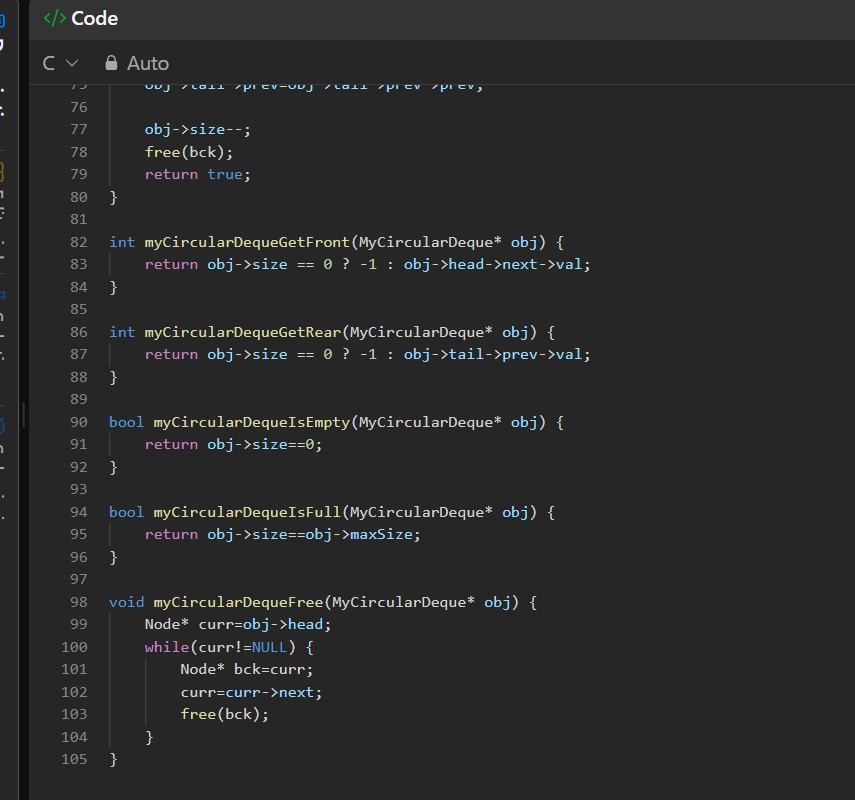 </> Code
C Auto
75 obj->tail->prev=obj->tail->prev->prev;
76
77 obj->size--;
78 free(bck);
79 return true;
80 }
81
82 int myCircularDequeGetFront(MyCircularDeque* obj) {
83 return obj->size == 0 ? -1 : obj->head->next->val;
84 }
85
86 int myCircularDequeGetRear(MyCircularDeque* obj) {
87 return obj->size == 0 ? -1 : obj->tail->prev->val;
88 }
89
90 bool myCircularDequeIsEmpty(MyCircularDeque* obj) {
91 return obj->size==0;
92 }
93
94 bool myCircularDequeIsFull(MyCircularDeque* obj) {
95 return obj->size==obj->maxSize;
96 }
97
98 void myCircularDequeFree(MyCircularDeque* obj) {
99 Node* curr=obj->head;
100 while(curr!=NULL) {
101 Node* bck=curr;
102 curr=curr->next;
103 free(bck);
104 }
105 }